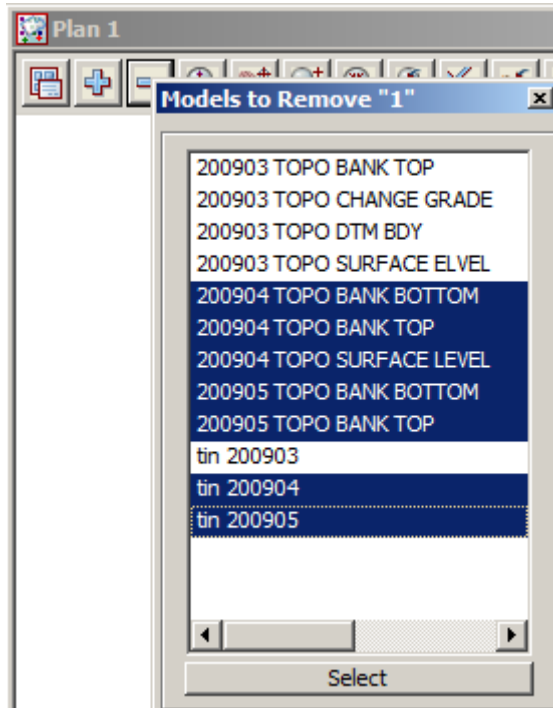 Plan 1
Models to Remove "1"
200903 TOPO BANK TOP
200903 TOPO CHANGE GRADE
200903 TOPO DTM BDY
200903 TOPO SURFACE ELVEL
200904 TOPO BANK BOTTOM
200904 TOPO BANK TOP
200904 TOPO SURFACE LEVEL
200905 TOPO BANK BOTTOM
200905 TOPO BANK TOP
tin 200903
tin 200904
tin 200905
Select